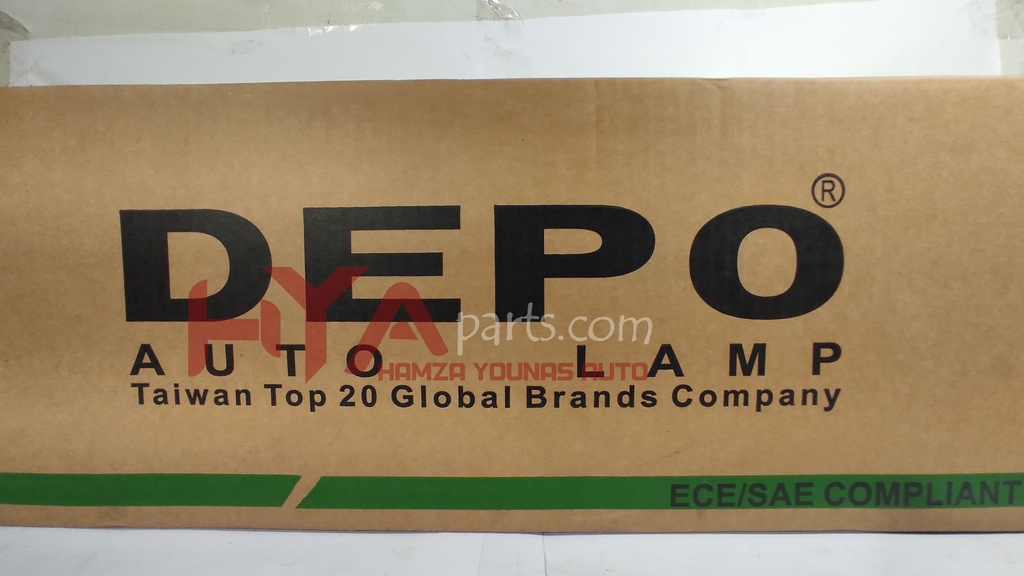 DEPO®
HYA parts.com
AUTO LAMP
HAMZA YOUNAS AUTO
Taiwan Top 20 Global Brands Company
ECE/SAE COMPLIANT